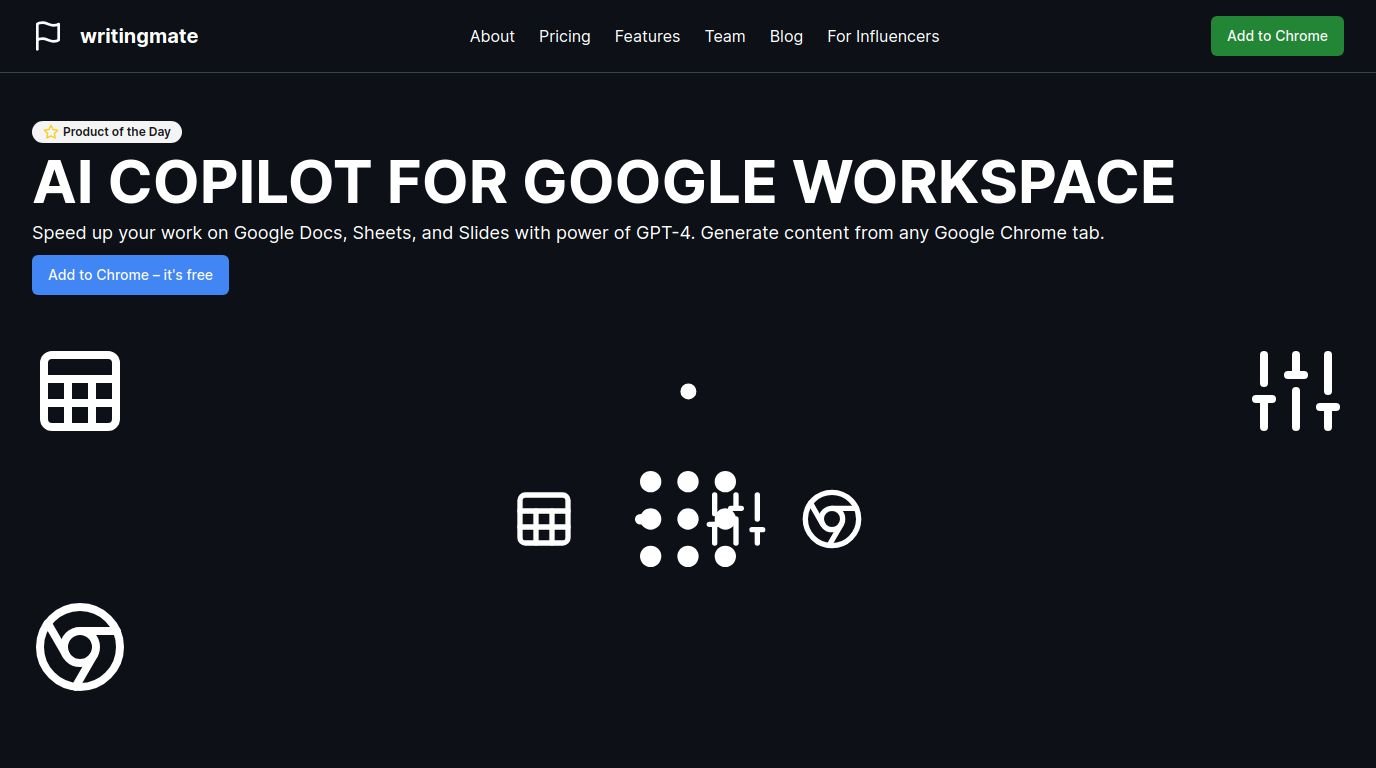 writingmate
About Pricing Features Team Blog For Influencers
Add to Chrome
Product of the Day
AI COPILOT FOR GOOGLE WORKSPACE
Speed up your work on Google Docs, Sheets, and Slides with power of GPT-4. Generate content from any Google Chrome tab.
Add to Chrome – it's free